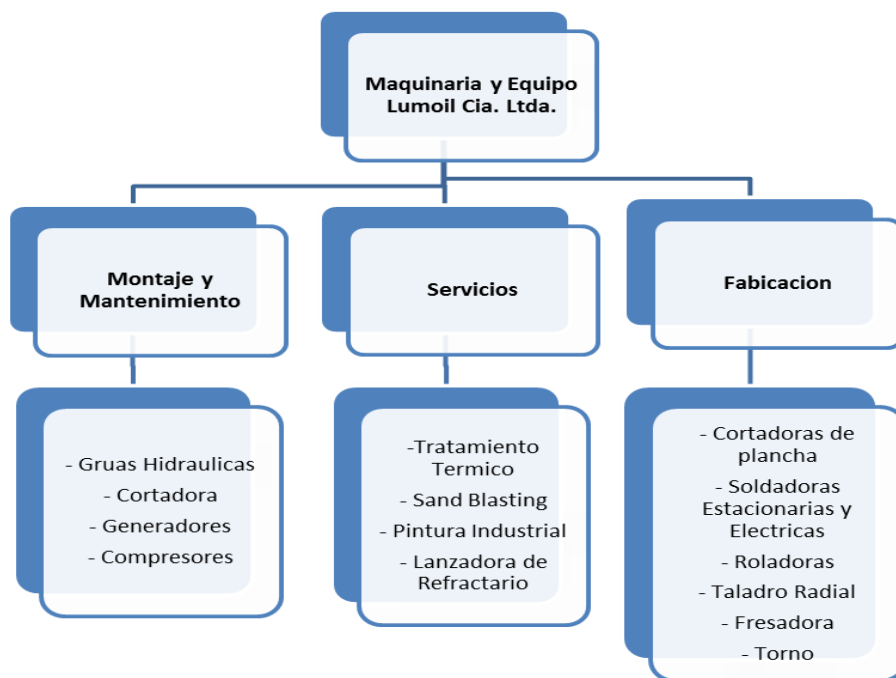 Maquinaria y Equipo
Lumoil Cia. Ltda.
Montaje y
Mantenimiento
Servicios
Fabicacion
- Gruas Hidraulicas
- Cortadora
- Generadores
- Compresores
-Tratamiento
Termico
- Sand Blasting
- Pintura Industrial
- Lanzadora de
Refractario
- Cortadoras de
plancha
- Soldadoras
Estacionarias y
Electricas
- Roladoras
- Taladro Radial
- Fresadora
- Torno